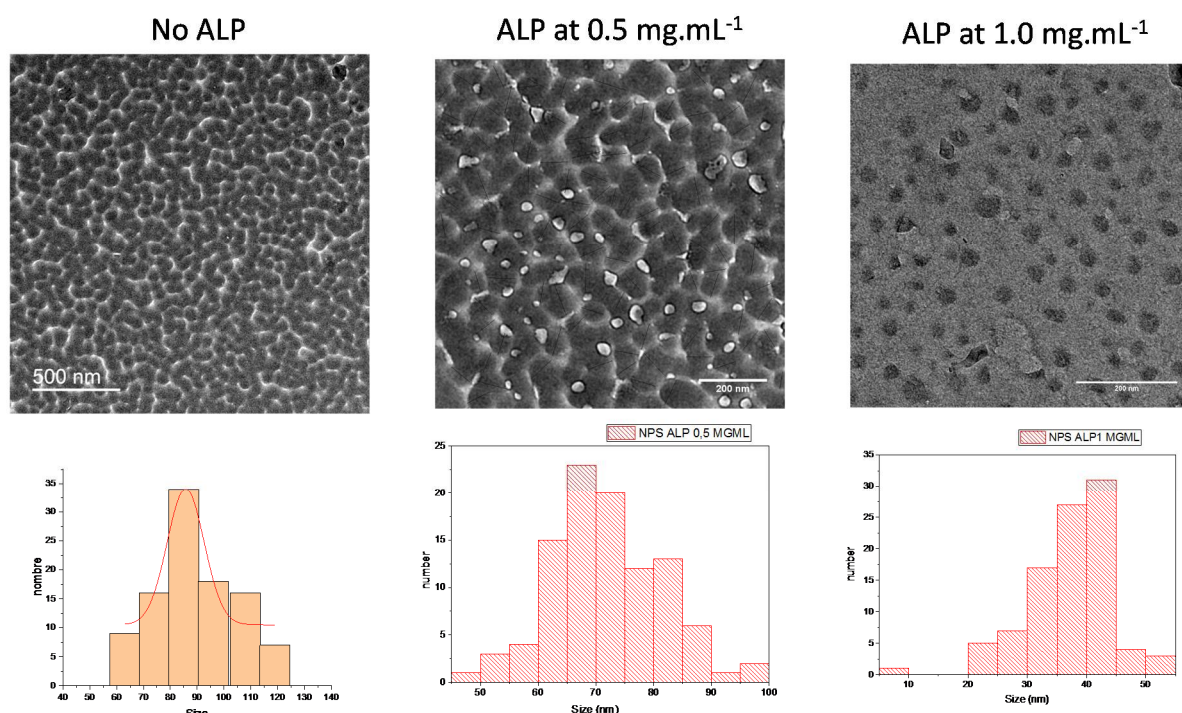 No ALP
ALP at 0.5 mg.mL-1
ALP at 1.0 mg.mL-1
500 nm
200 nm
200 nm
35
30
25
20
15
10
5
0
nombre
40 50 60 70 80 90 100 110 120 130 140
Size
NPS ALP 0,5 MGML
25
20
15
10
5
0
number
50 60 70 80 90 100
Size (nm)
NPS ALP1 MGML
35
30
25
20
15
10
5
0
number
10 20 30 40 50
Size (nm)